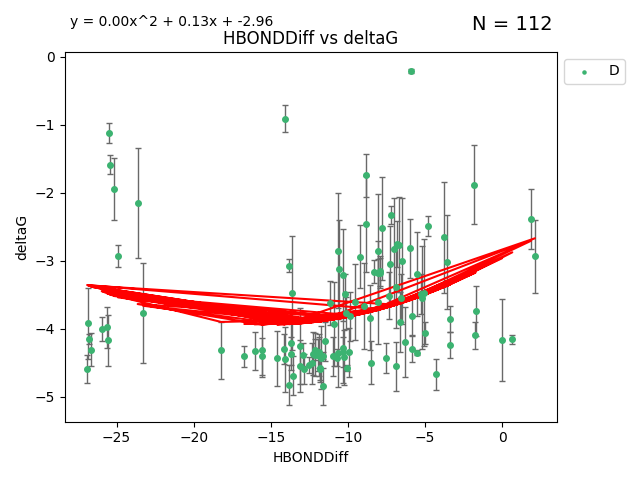 y = 0.00x^2 + 0.13x + -2.96
N = 112
HBONDDiff vs deltaG
D
0
−1
−2
−3
−4
−5
deltaG
−25
−20
−15
−10
−5
0
HBONDDiff